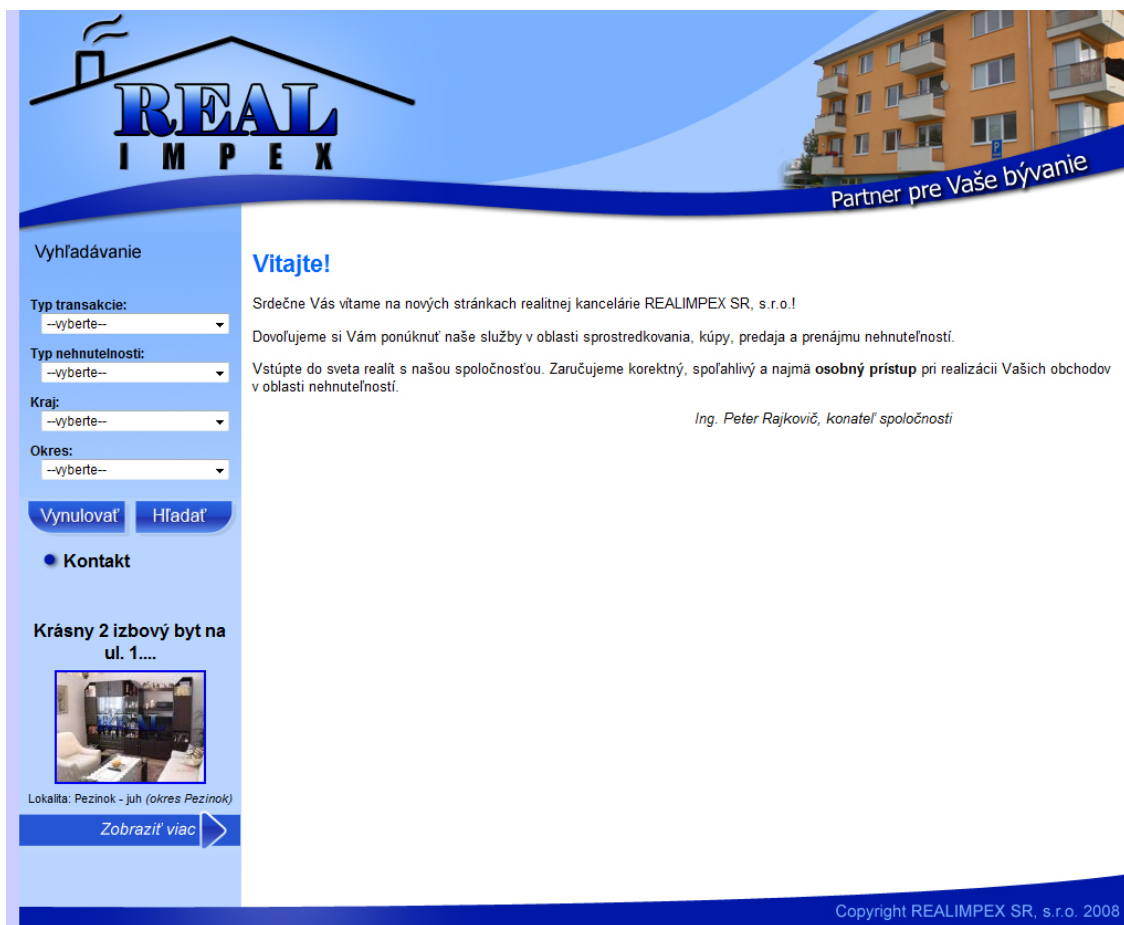 REAL
IMPEX
Partner pre Vaše bývanie
Vyhľadávanie
Typ transakcie:
--vyberte--
Typ nehnutelnosti:
--vyberte--
Kraj:
--vyberte--
Okres:
--vyberte--
Vynulovať
Hľadať
Kontakt
Krásny 2 izbový byt na
ul. 1....
REAL
Lokalita: Pezinok - juh (okres Pezinok)
Zobraziť viac
Vitajte!
Srdečne Vás vítame na nových stránkach realitnej kancelárie REALIMPEX SR, s.r.o.!
Dovoľujeme si Vám ponúknuť naše služby v oblasti sprostredkovania, kúpy, predaja a prenájmu nehnuteľností.
Vstúpte do sveta realít s našou spoločnosťou. Zaručujeme korektný, spoľahlivý a najmä osobný prístup pri realizácii Vašich obchodov
v oblasti nehnuteľností.
Ing. Peter Rajkovič, konateľ spoločnosti
Copyright REALIMPEX SR, s.r.o. 2008